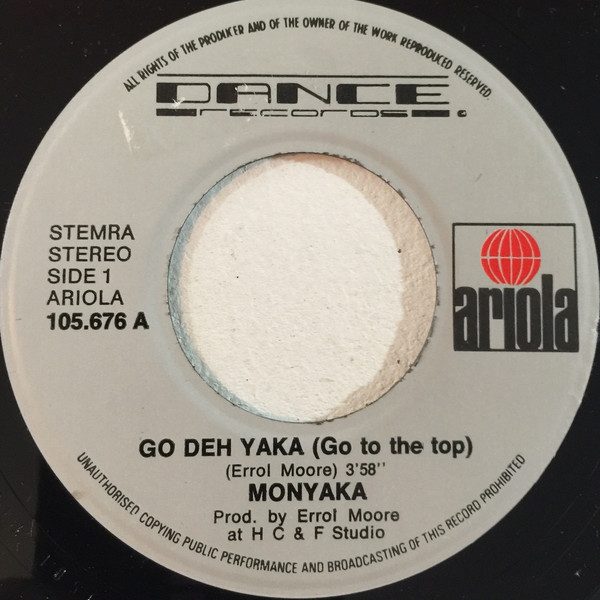 ALL RIGHTS OF THE PRODUCER AND OF THE OWNER OF THE WORK REPRODUCED RESERVED.
DANCE
records.
STEMRA
STEREO
SIDE 1
ARIOLA
105.676 A
ariola
GO DEH YAKA (Go to the top)
(Errol Moore) 3'58''
MONYAKA
Prod. by Errol Moore
at H C & F Studio
UNAUTHORISED COPYING PUBLIC PERFORMANCE AND BROADCASTING OF THIS RECORD PROHIBITED